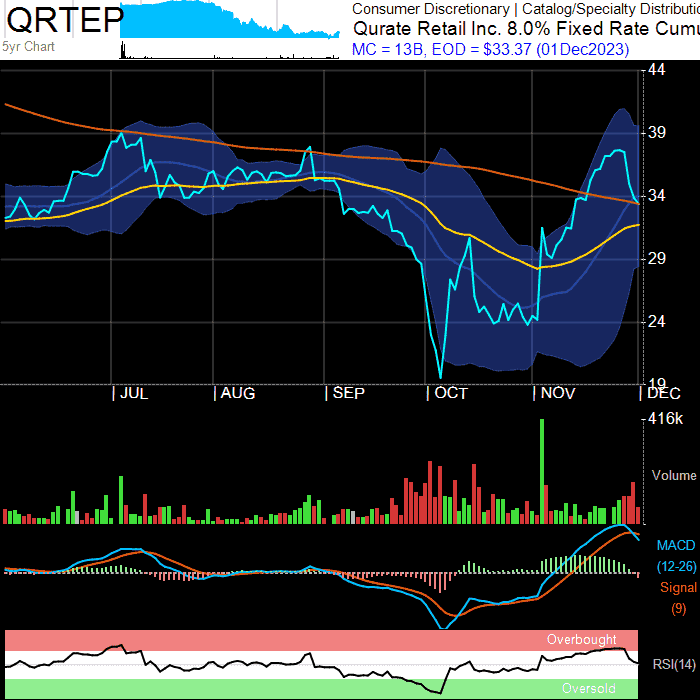 QRTEP
5yr Chart
Consumer Discretionary | Catalog/Specialty Distributio
Qurate Retail Inc. 8.0% Fixed Rate Cumu
MC = 13B, EOD = $33.37 (01Dec2023)
44
39
34
29
24
19
JUL AUG SEP OCT NOV DEC
416k
Volume
MACD
(12-26)
Signal
(9)
Overbought
RSI(14)
Oversold